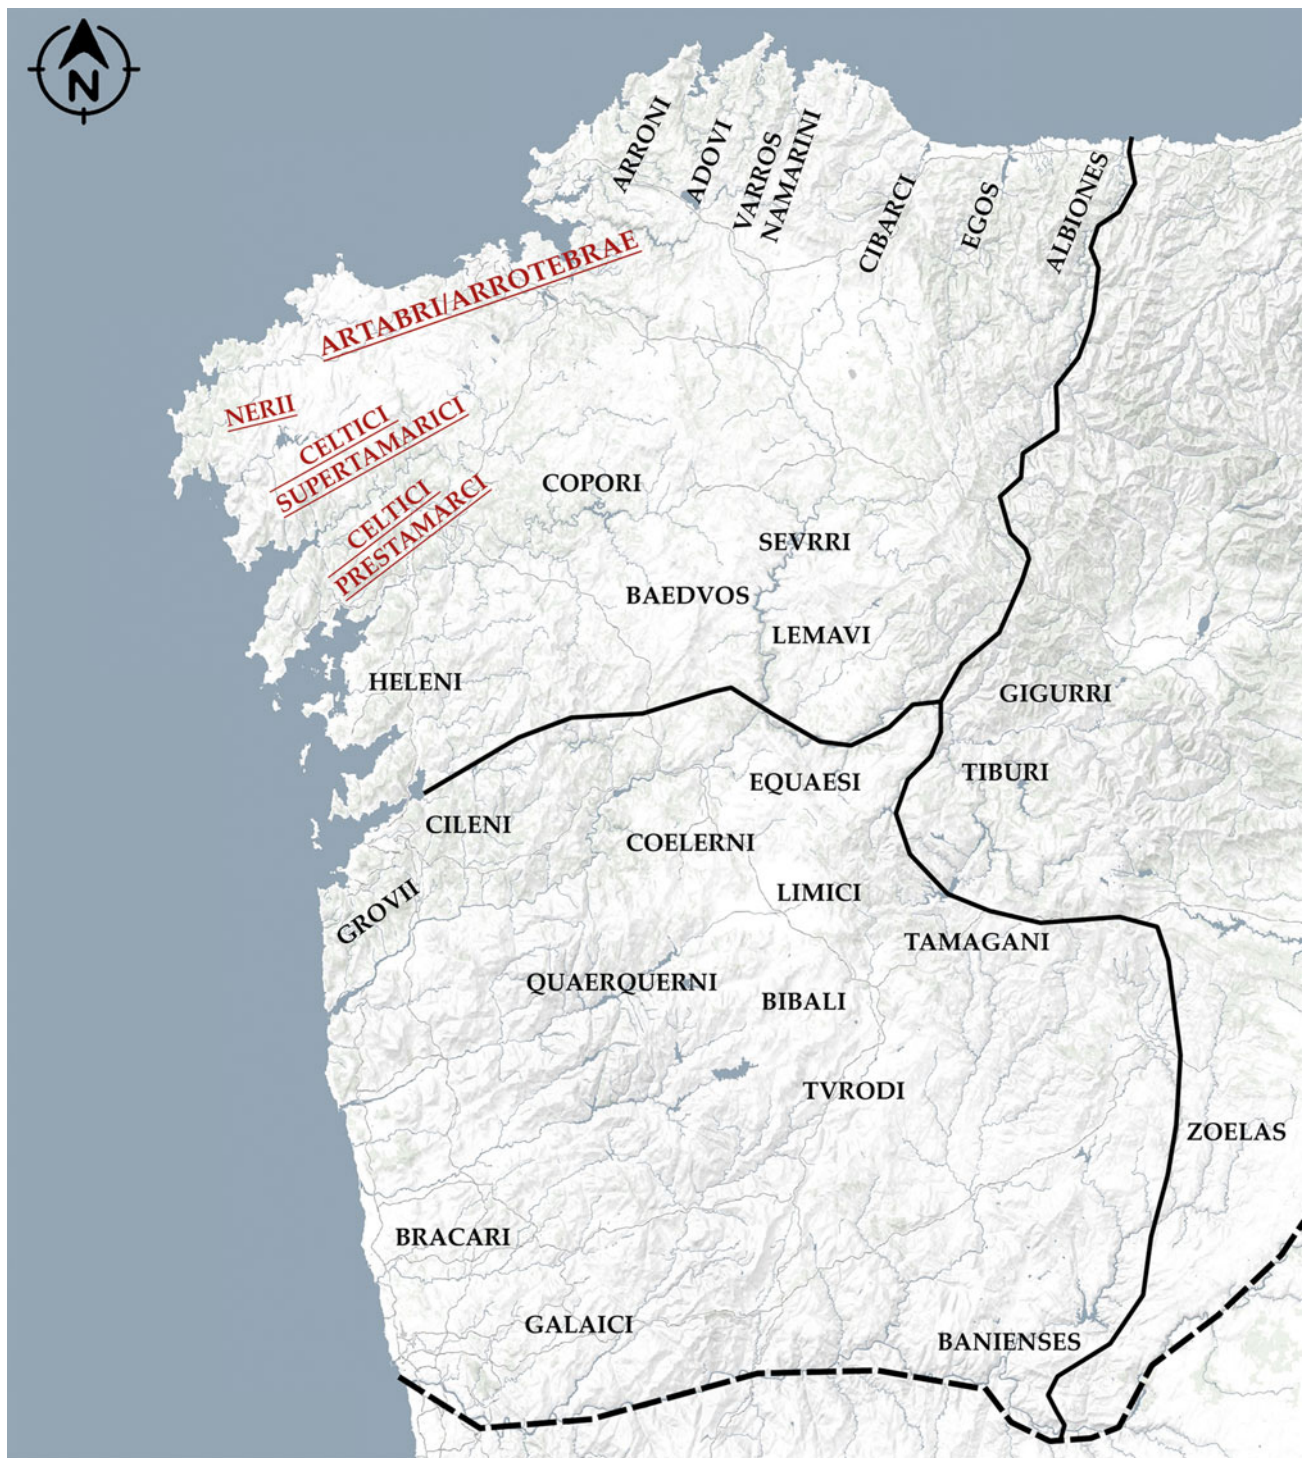 N
ARRONI
ADOVI
VARROS
NAMARINI
CIBARCI
EGOS
ALBIONES
ARTABRI/ARROTEBRAE
NERII
CELTICI
SUPERTAMARICI
CELTICI
PRESTAMARCI
COPORI
SEVRRI
BAEDVOS
LEMAVI
HELENI
GIGURRI
TIBURI
EQUAESI
CILENI
COELERNI
LIMICI
GROVII
TAMAGANI
QUAERQUERNI
BIBALI
TVRODI
ZOELAS
BRACARI
GALAICI
BANIENSES